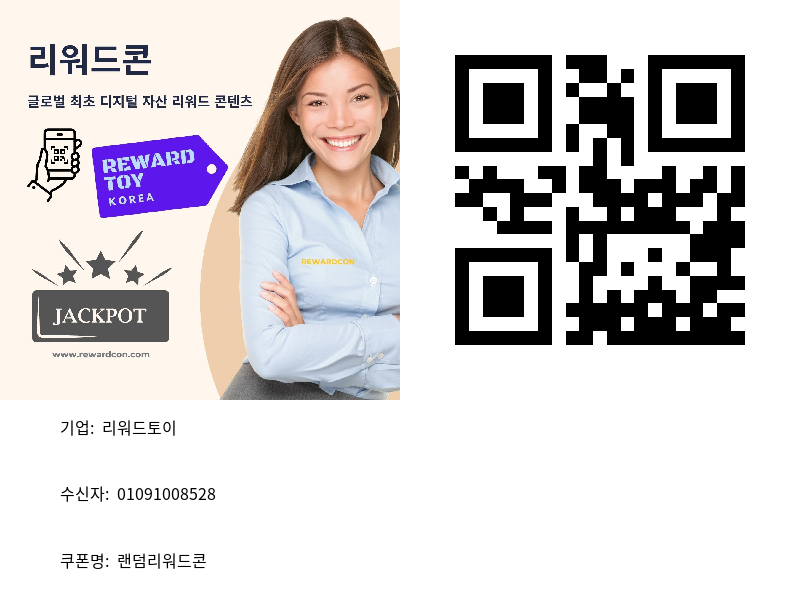 리워드콘
글로벌 최초 디지털 자산 리워드 콘텐츠
REWARD
TOY
KOREA
REWARDCON
JACKPOT
www.rewardcon.com
기업: 리워드토이
수신자: 01091008528
쿠폰명: 랜덤리워드콘